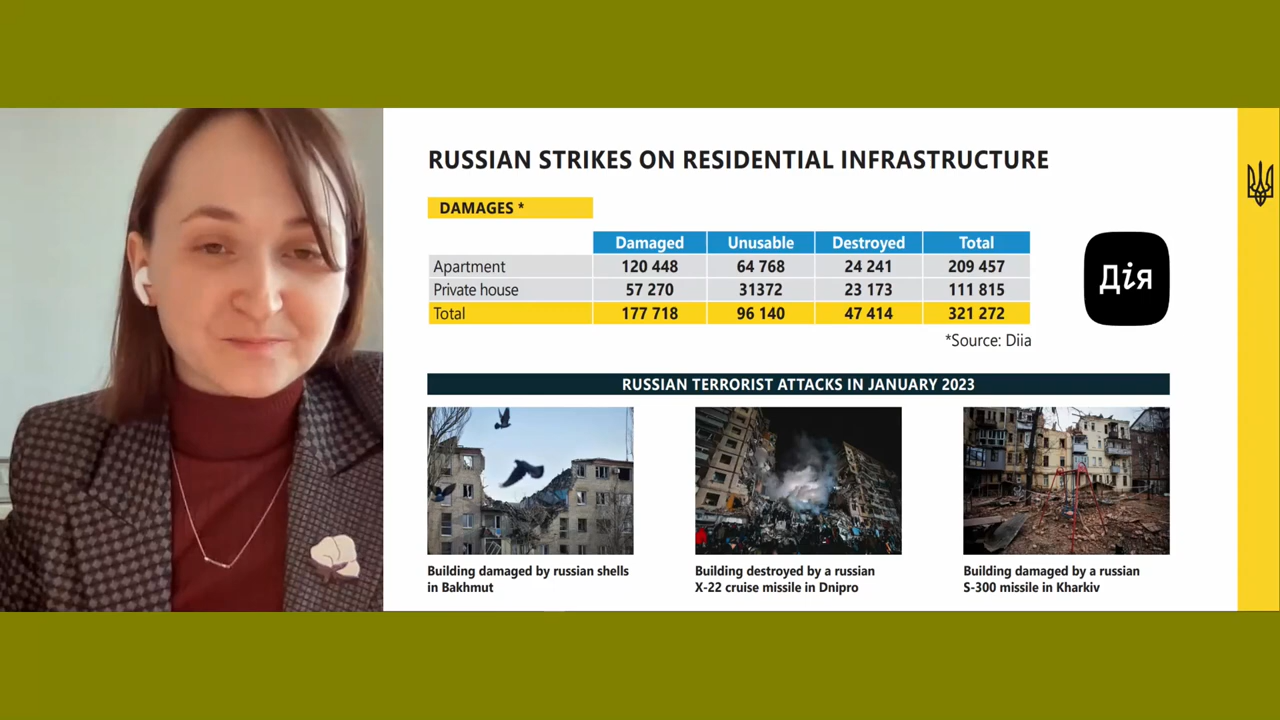 RUSSIAN STRIKES ON RESIDENTIAL INFRASTRUCTURE
DAMAGES *
Damaged Unusable Destroyed Total
Apartment 120 448 64 768 24 241 209 457
Private house 57 270 31372 23 173 111 815
Total 177 718 96 140 47 414 321 272
*Source: Diia
Дія
RUSSIAN TERRORIST ATTACKS IN JANUARY 2023
Building damaged by russian shells
in Bakhmut
Building destroyed by a russian
X-22 cruise missile in Dnipro
Building damaged by a russian
S-300 missile in Kharkiv